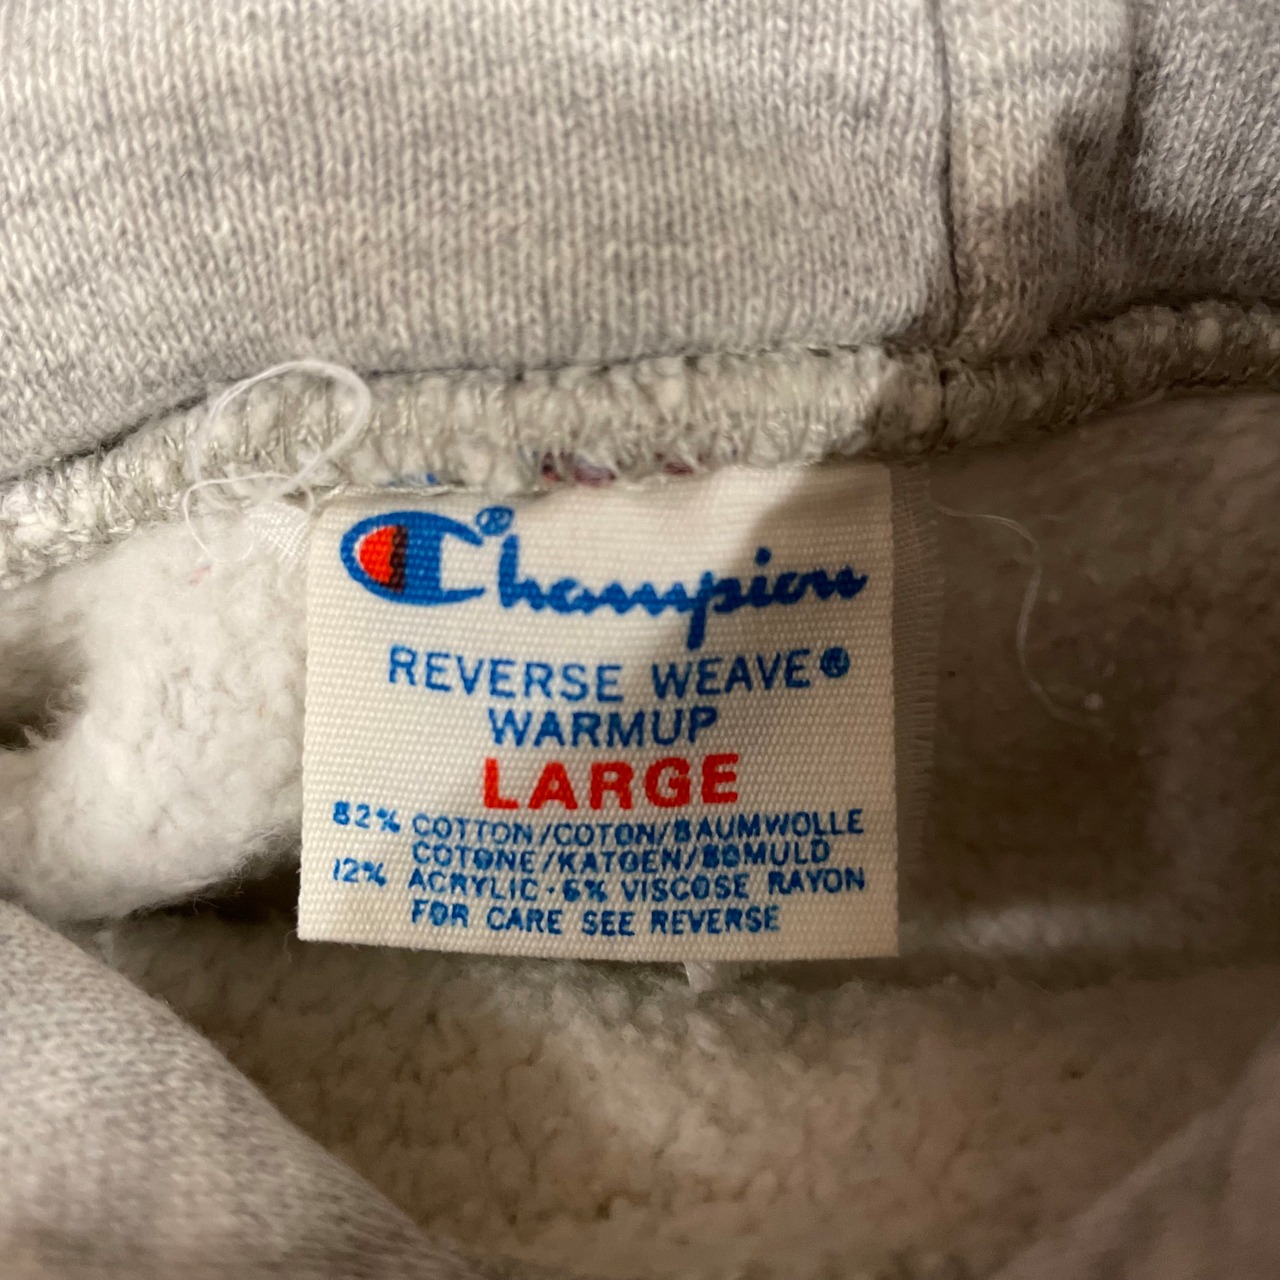 Champion®
REVERSE WEAVE®
WARMUP
LARGE
82% COTTON/COTON/BAUMWOLLE
COTONE/KATOEN/BOMULD
12% ACRYLIC·6% VISCOSE RAYON
FOR CARE SEE REVERSE